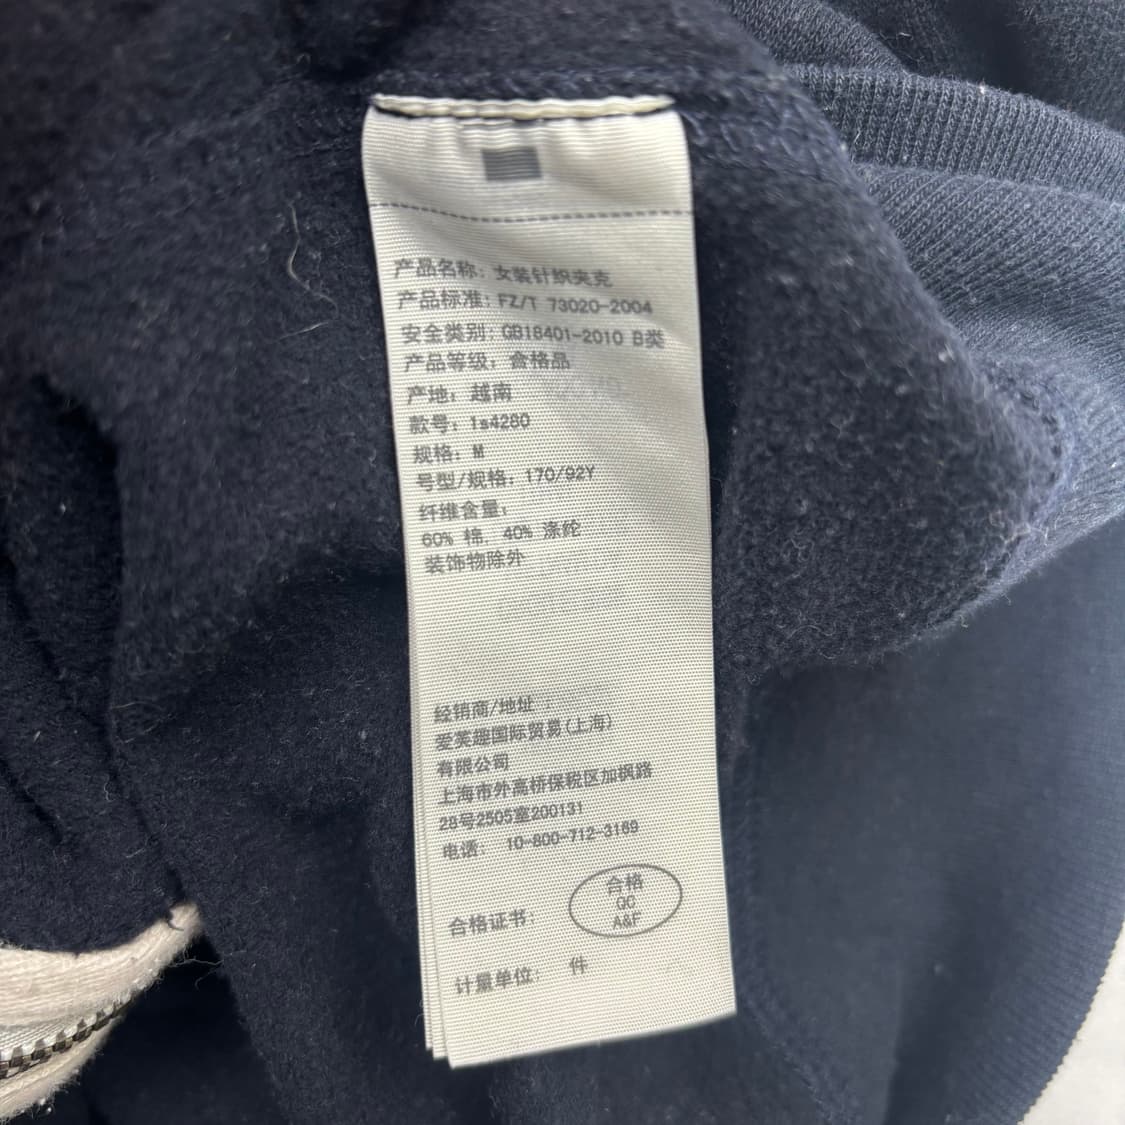 产品名称：女装针织夹克
产品标准：FZ/T 73020-2004
安全类别：GB18401-2010 B类
产品等级：合格品
产地：越南
款号：1s4280
规格：M
号型/规格：170/92Y
纤维含量：
60% 棉，40% 涤纶
装饰物除外
经销商/地址：
爱芙趣国际贸易(上海)
有限公司
上海市外高桥保税区加枫路
28号2505室200131
电话： 10-800-712-3169
合格
QC
A&F
合格证书：
计量单位： 件